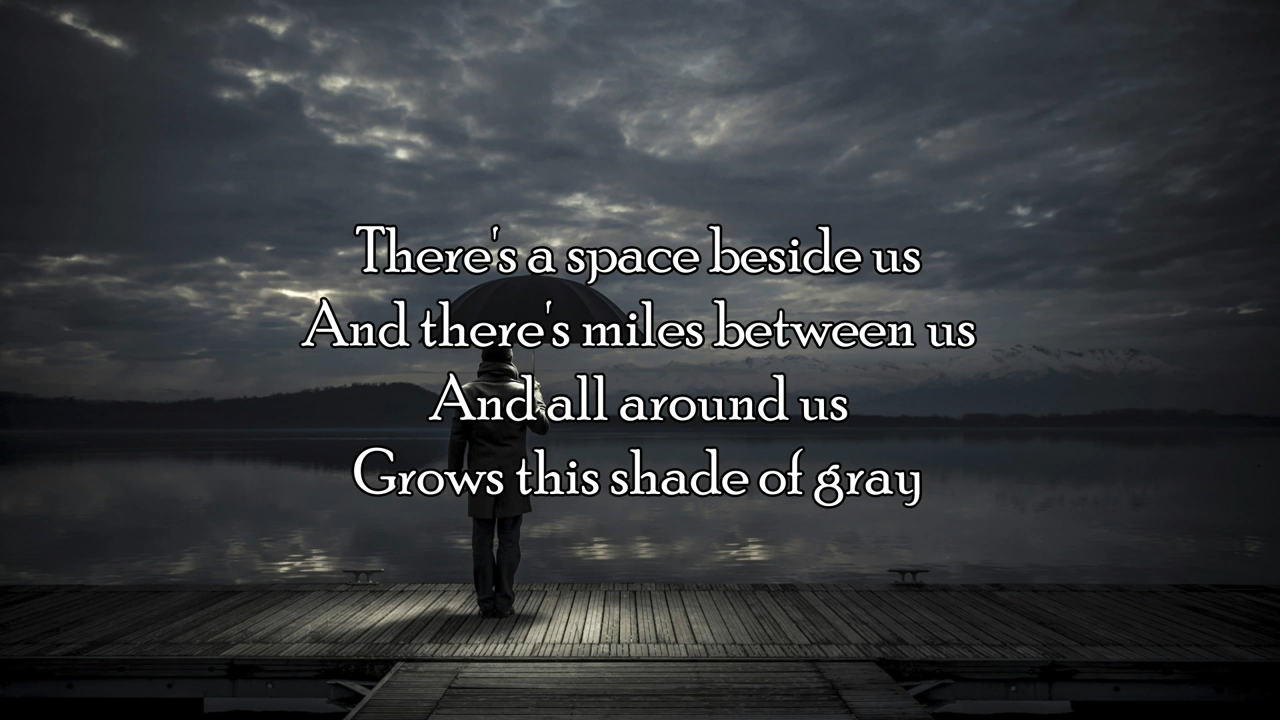 There's a space beside us
And there's miles between us
And all around us
Grows this shade of gray